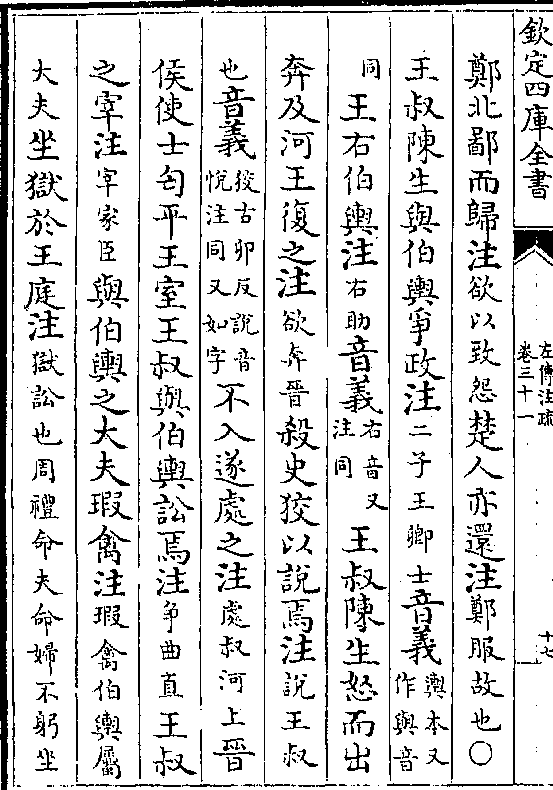 欽定四庫全書
左傳注疏
卷三十一
十七
鄭北鄙而歸注欲以致怨楚人亦還注鄭服故也○
王叔陳生與伯輿爭政注二子王卿士音義輿本又
作與音
同
王右伯輿注右助音義右音又
注同
王叔陳生怒而出
奔及河王復之注欲奔晉殺史狡以說焉注說王叔
也音義狡古卯反說音
悅注同又如字
不入遂處之注處叔河上晉
侯使士匄平王室王叔與伯輿訟焉注争曲直王叔
之宰注宰家臣與伯輿之大夫瑕禽注瑕禽伯輿屬
大夫坐獄於王庭注獄訟也周禮命夫命婦不躬坐